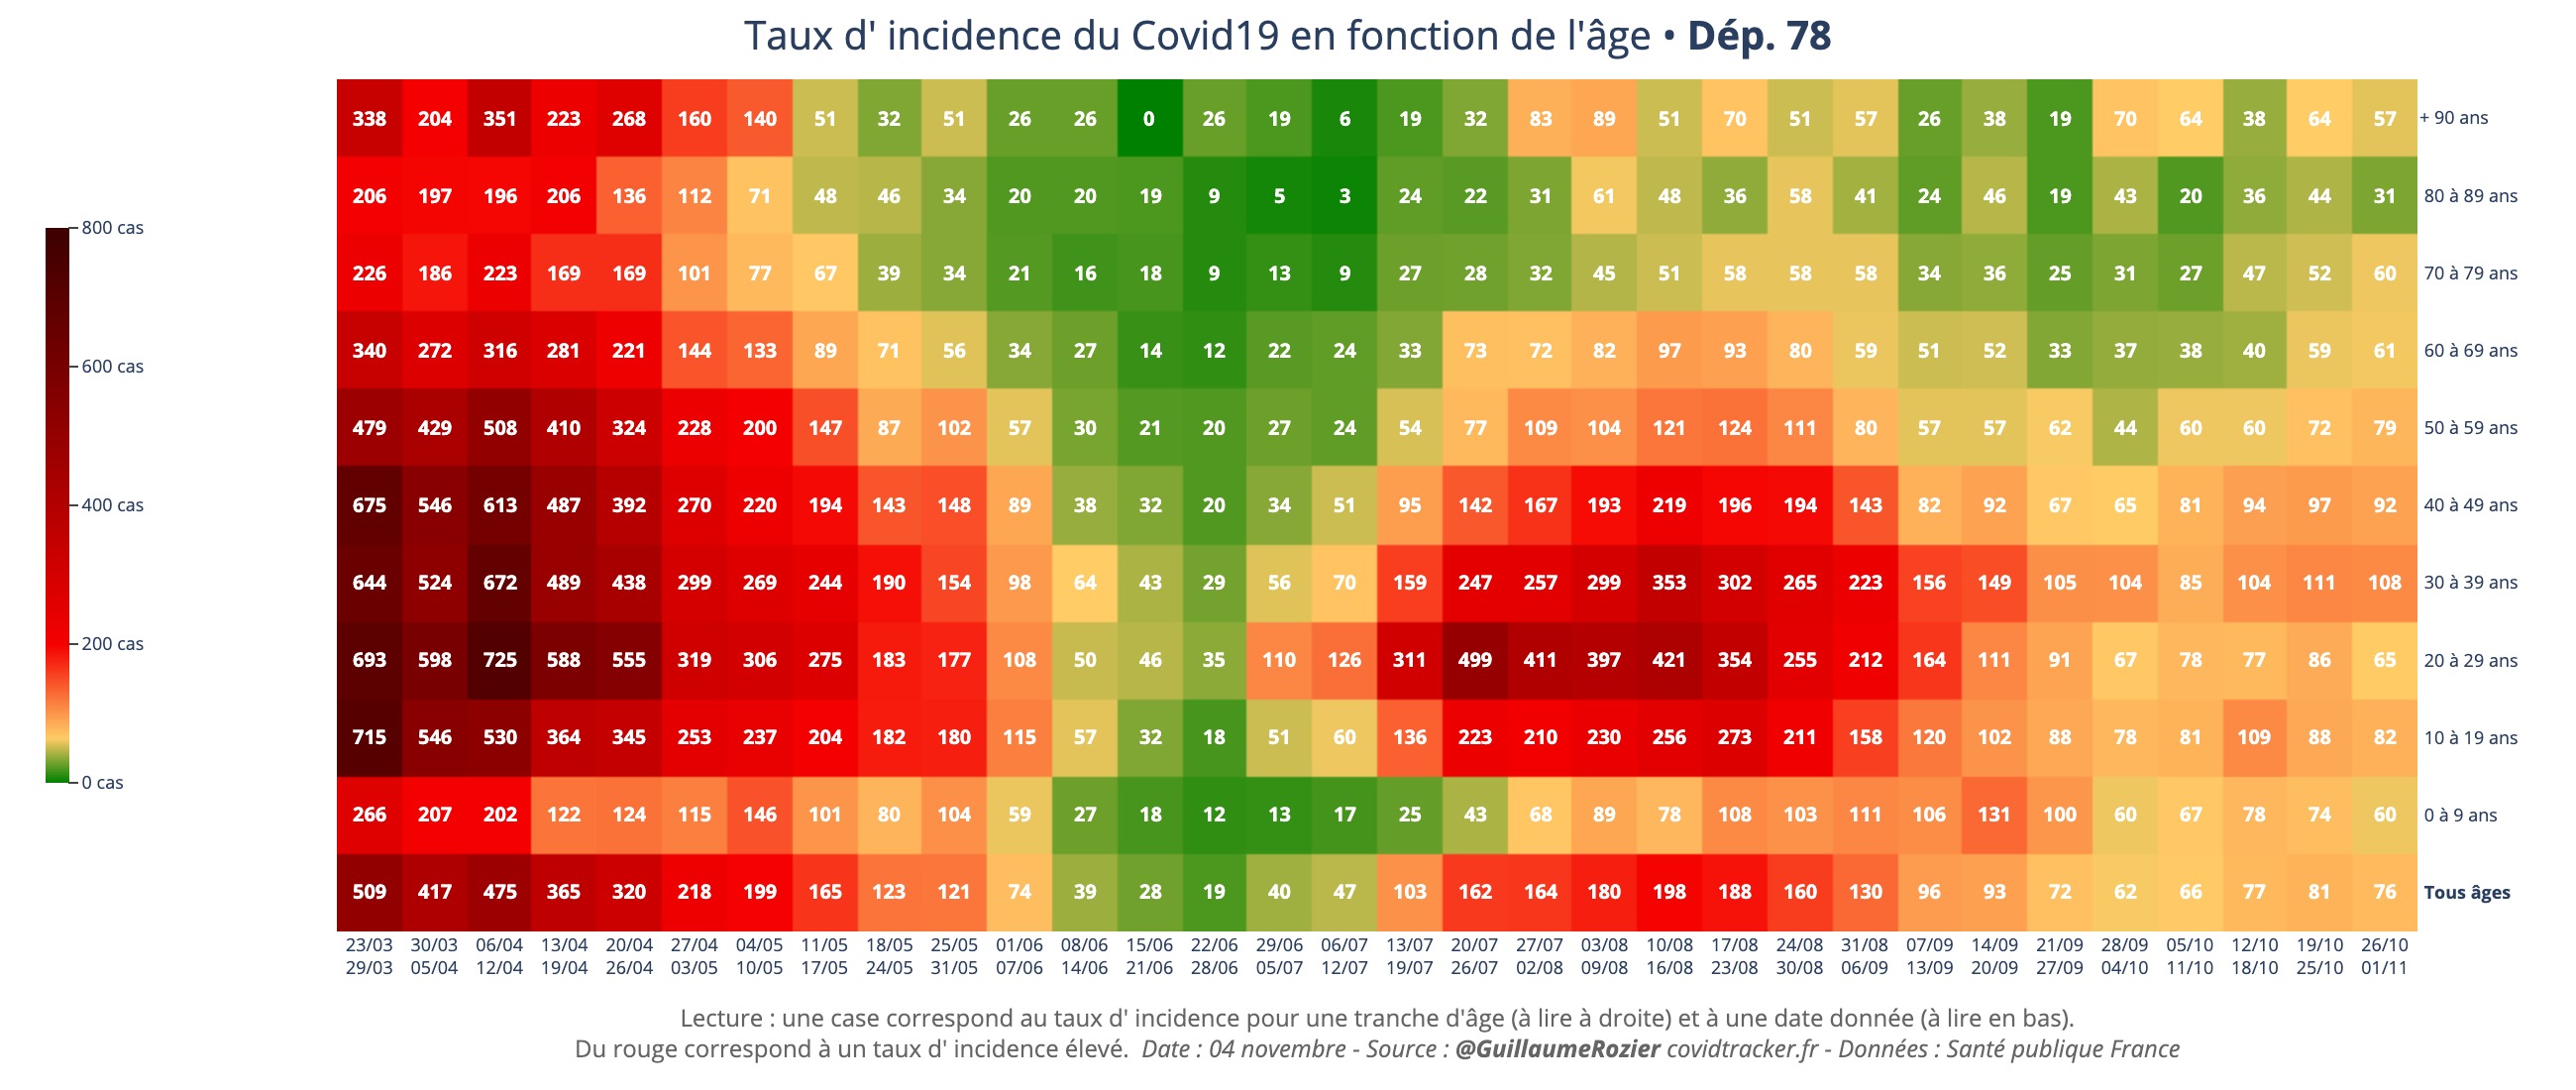 Taux d' incidence du Covid19 en fonction de l'âge • Dép. 78
800 cas
600 cas
400 cas
200 cas
0 cas
338 204 351 223 268 160 140 51 32 51 26 26 0 26 19 6 19 32 83 89 51 70 51 57 26 38 19 70 64 38 64 57 + 90 ans
206 197 196 206 136 112 71 48 46 34 20 20 19 9 5 3 24 22 31 61 48 36 58 41 24 46 19 43 20 36 44 31 80 à 89 ans
226 186 223 169 169 101 77 67 39 34 21 16 18 9 13 9 27 28 32 45 51 58 58 58 34 36 25 31 27 47 52 60 70 à 79 ans
340 272 316 281 221 144 133 89 71 56 34 27 14 12 22 24 33 73 72 82 97 93 80 59 51 52 33 37 38 40 59 61 60 à 69 ans
479 429 508 410 324 228 200 147 87 102 57 30 21 20 27 24 54 77 109 104 121 124 111 80 57 57 62 44 60 60 72 79 50 à 59 ans
675 546 613 487 392 270 220 194 143 148 89 38 32 20 34 51 95 142 167 193 219 196 194 143 82 92 67 65 81 94 97 92 40 à 49 ans
644 524 672 489 438 299 269 244 190 154 98 64 43 29 56 70 159 247 257 299 353 302 265 223 156 149 105 104 85 104 111 108 30 à 39 ans
693 598 725 588 555 319 306 275 183 177 108 50 46 35 110 126 311 499 411 397 421 354 255 212 164 111 91 67 78 77 86 65 20 à 29 ans
715 546 530 364 345 253 237 204 182 180 115 57 32 18 51 60 136 223 210 230 256 273 211 158 120 102 88 78 81 109 88 82 10 à 19 ans
266 207 202 122 124 115 146 101 80 104 59 27 18 12 13 17 25 43 68 89 78 108 103 111 106 131 100 60 67 78 74 60 0 à 9 ans
509 417 475 365 320 218 199 165 123 121 74 39 28 19 40 47 103 162 164 180 198 188 160 130 96 93 72 62 66 77 81 76 Tous âges
23/03 30/03 06/04 13/04 20/04 27/04 04/05 11/05 18/05 25/05 01/06 08/06 15/06 22/06 29/06 06/07 13/07 20/07 27/07 03/08 10/08 17/08 24/08 31/08 07/09 14/09 21/09 28/09 05/10 12/10 19/10 26/10
29/03 05/04 12/04 19/04 26/04 03/05 10/05 17/05 24/05 31/05 07/06 14/06 21/06 28/06 05/07 12/07 19/07 26/07 02/08 09/08 16/08 23/08 30/08 06/09 13/09 20/09 27/09 04/10 11/10 18/10 25/10 01/11
Lecture : une case correspond au taux d' incidence pour une tranche d'âge (à lire à droite) et à une date donnée (à lire en bas).
Du rouge correspond à un taux d' incidence élevé. Date : 04 novembre - Source : @GuillaumeRozier covidtracker.fr - Données : Santé publique France